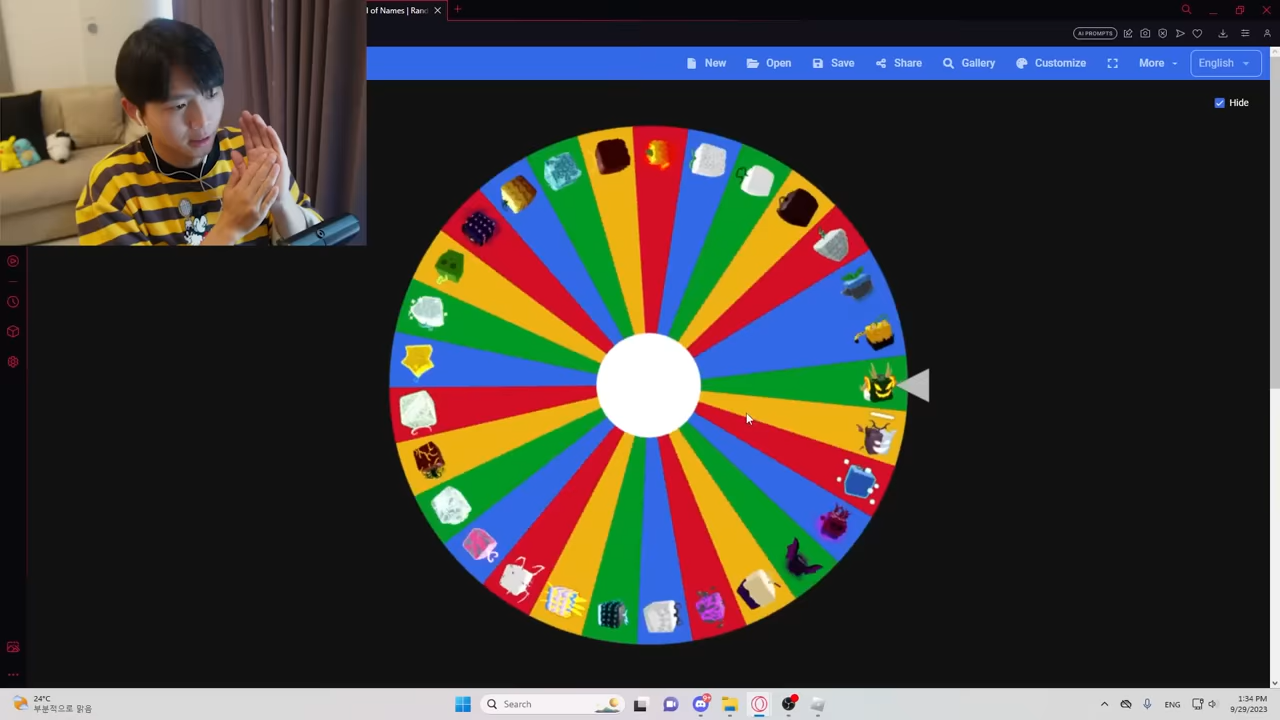 l of Names | Rand
AI PROMPTS
New
Open
Save
Share
Gallery
Customize
More
English
Hide
24°C
부분적으로 맑음
Search
9+
ENG
1:34 PM
9/29/2023